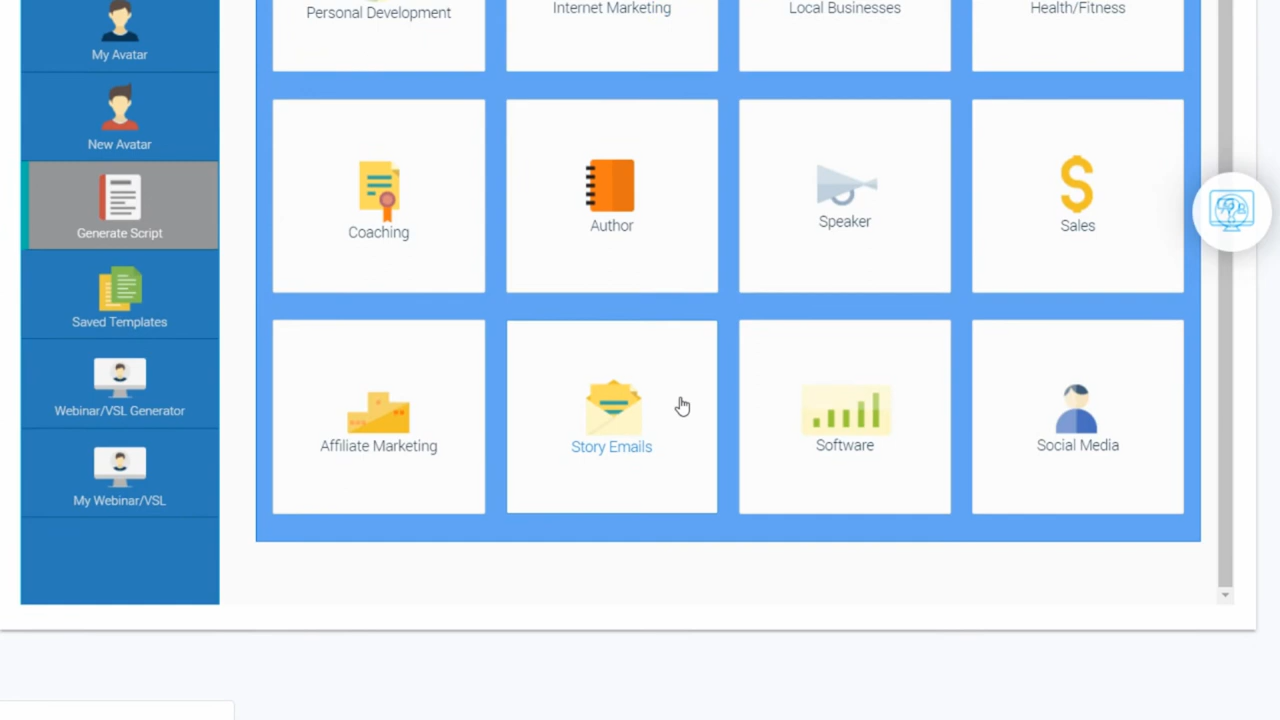 My Avatar
New Avatar
Generate Script
Saved Templates
Webinar/VSL Generator
My Webinar/VSL
Personal Development
Internet Marketing
Local Businesses
Health/Fitness
Coaching
Author
Speaker
Sales
Affiliate Marketing
Story Emails
Software
Social Media